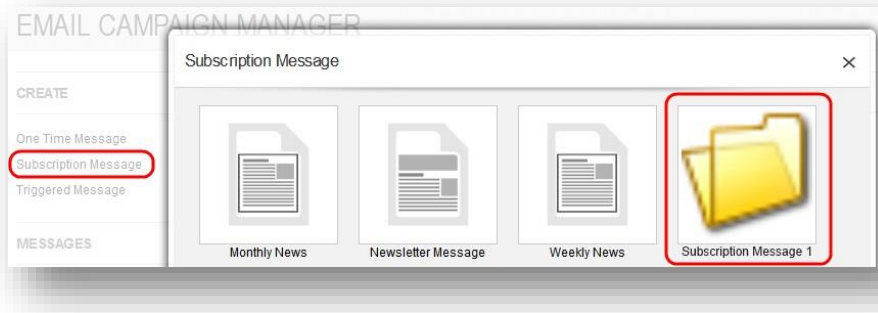 EMAIL CAMPAIGN MANAGER
Subscription Message
CREATE
One Time Message
Subscription Message
Triggered Message
MESSAGES
Monthly News
Newsletter Message
Weekly News
Subscription Message 1